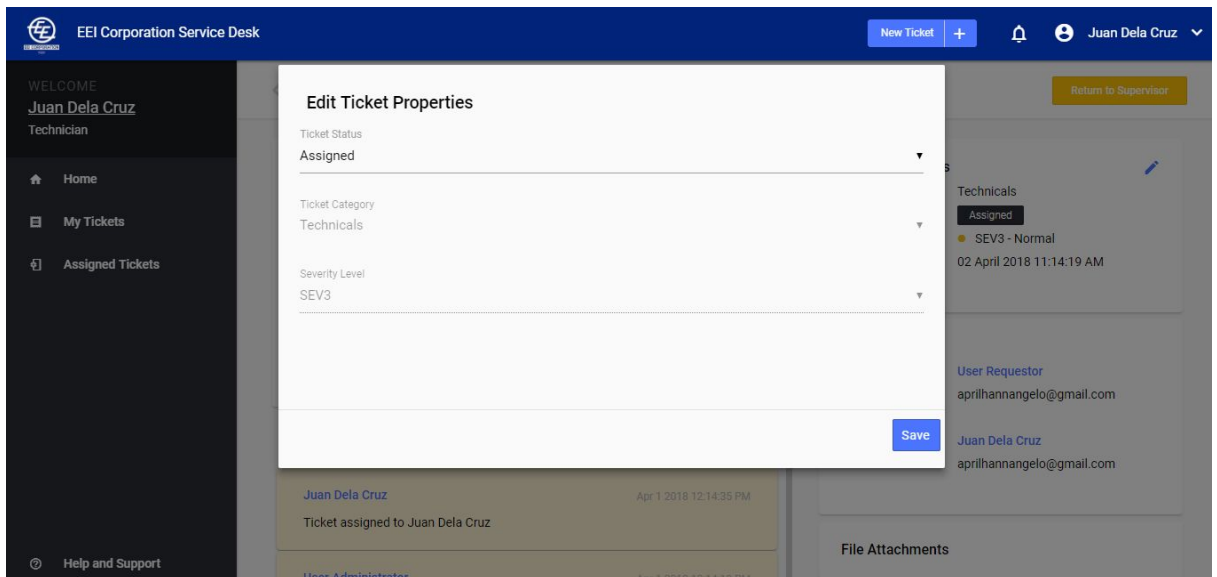 EEI Corporation Service Desk
New Ticket +
Juan Dela Cruz
WELCOME
Juan Dela Cruz
Technician
Home
My Tickets
Assigned Tickets
Help and Support
Return to Supervisor
Edit Ticket Properties
Ticket Status
Assigned
Ticket Category
Technicals
Severity Level
SEV3
Save
s
Technicals
Assigned
SEV3 - Normal
02 April 2018 11:14:19 AM
User Requestor
aprilhannangelo@gmail.com
Juan Dela Cruz
aprilhannangelo@gmail.com
File Attachments
Juan Dela Cruz
Apr 1 2018 12:14:35 PM
Ticket assigned to Juan Dela Cruz
User Administrator